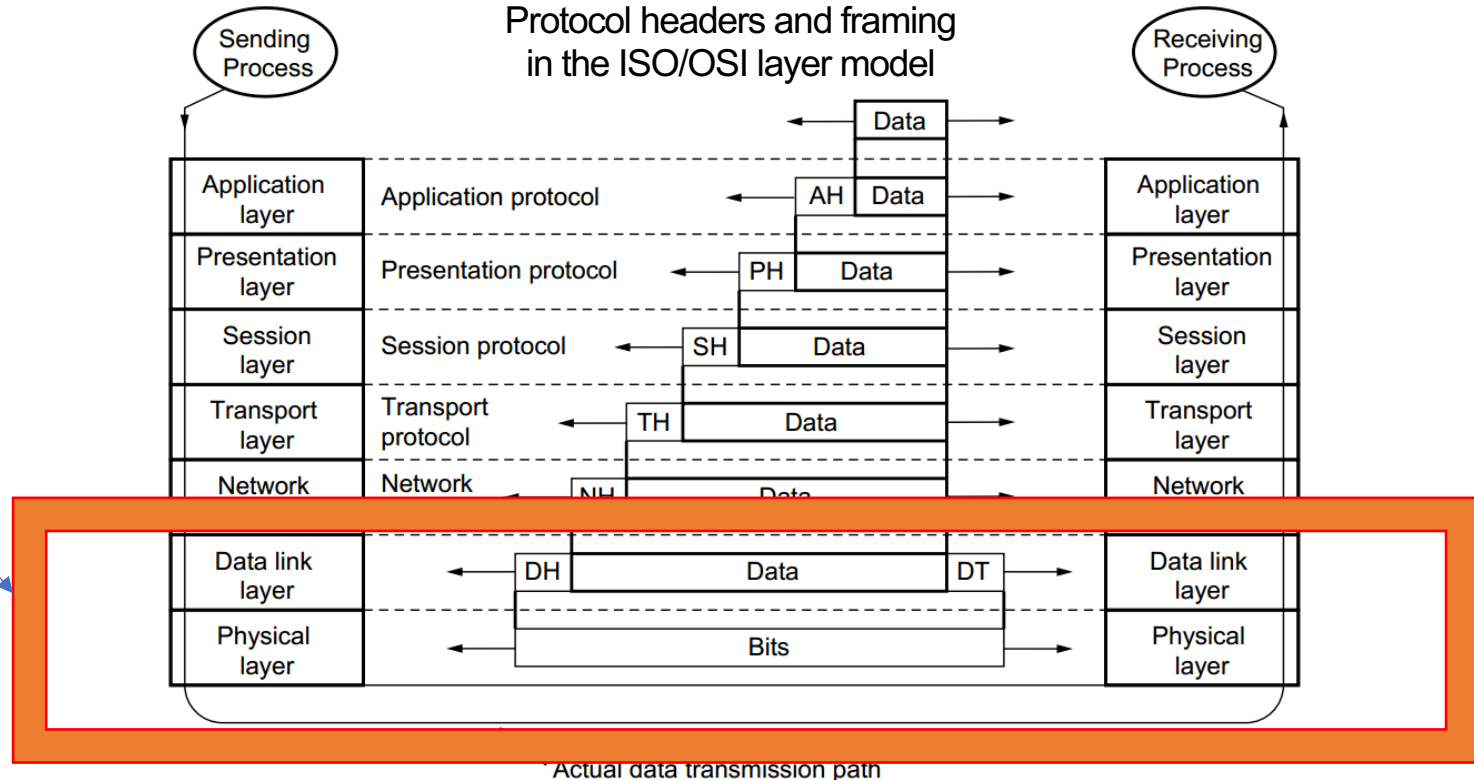 Protocol headers and framing
in the ISO/OSI layer model
Sending
Process
Receiving
Process
Data
Application
layer
Application protocol
AH
Data
Application
layer
Presentation
layer
Presentation protocol
PH
Data
Presentation
layer
Session
layer
Session protocol
SH
Data
Session
layer
Transport
layer
Transport
protocol
TH
Data
Transport
layer
Network
Network
NH
Data
Network
Data link
layer
DH
Data
DT
Data link
layer
Physical
layer
Bits
Physical
layer
Actual data transmission path